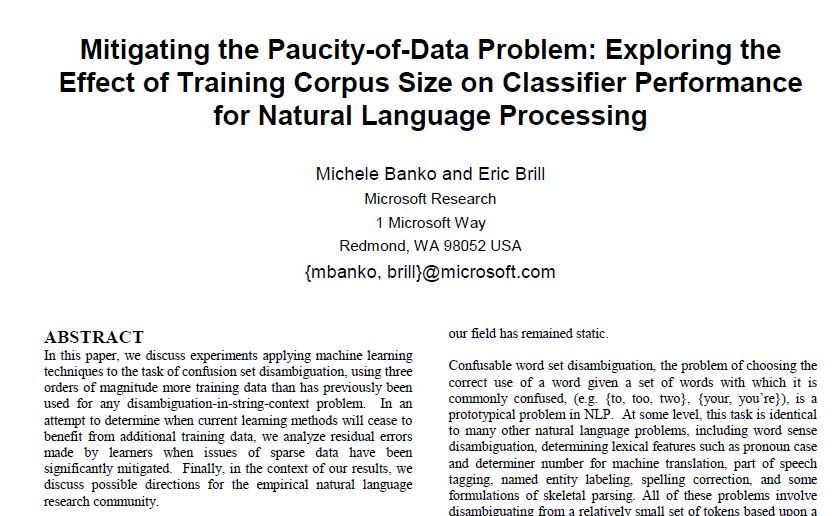 Mitigating the Paucity-of-Data Problem: Exploring the
Effect of Training Corpus Size on Classifier Performance
for Natural Language Processing
Michele Banko and Eric Brill
Microsoft Research
1 Microsoft Way
Redmond, WA 98052 USA
{mbanko, brill}@microsoft.com
ABSTRACT
In this paper, we discuss experiments applying machine learning
techniques to the task of confusion set disambiguation, using three
orders of magnitude more training data than has previously been
used for any disambiguation-in-string-context problem. In an
attempt to determine when current learning methods will cease to
benefit from additional training data, we analyze residual errors
made by learners when issues of sparse data have been
significantly mitigated. Finally, in the context of our results, we
discuss possible directions for the empirical natural language
research community.
our field has remained static.
Confusable word set disambiguation, the problem of choosing the
correct use of a word given a set of words with which it is
commonly confused, (e.g. {to, too, two}, {your, you're}), is a
prototypical problem in NLP. At some level, this task is identical
to many other natural language problems, including word sense
disambiguation, determining lexical features such as pronoun case
and determiner number for machine translation, part of speech
tagging, named entity labeling, spelling correction, and some
formulations of skeletal parsing. All of these problems involve
disambiguating from a relatively small set of tokens based upon a